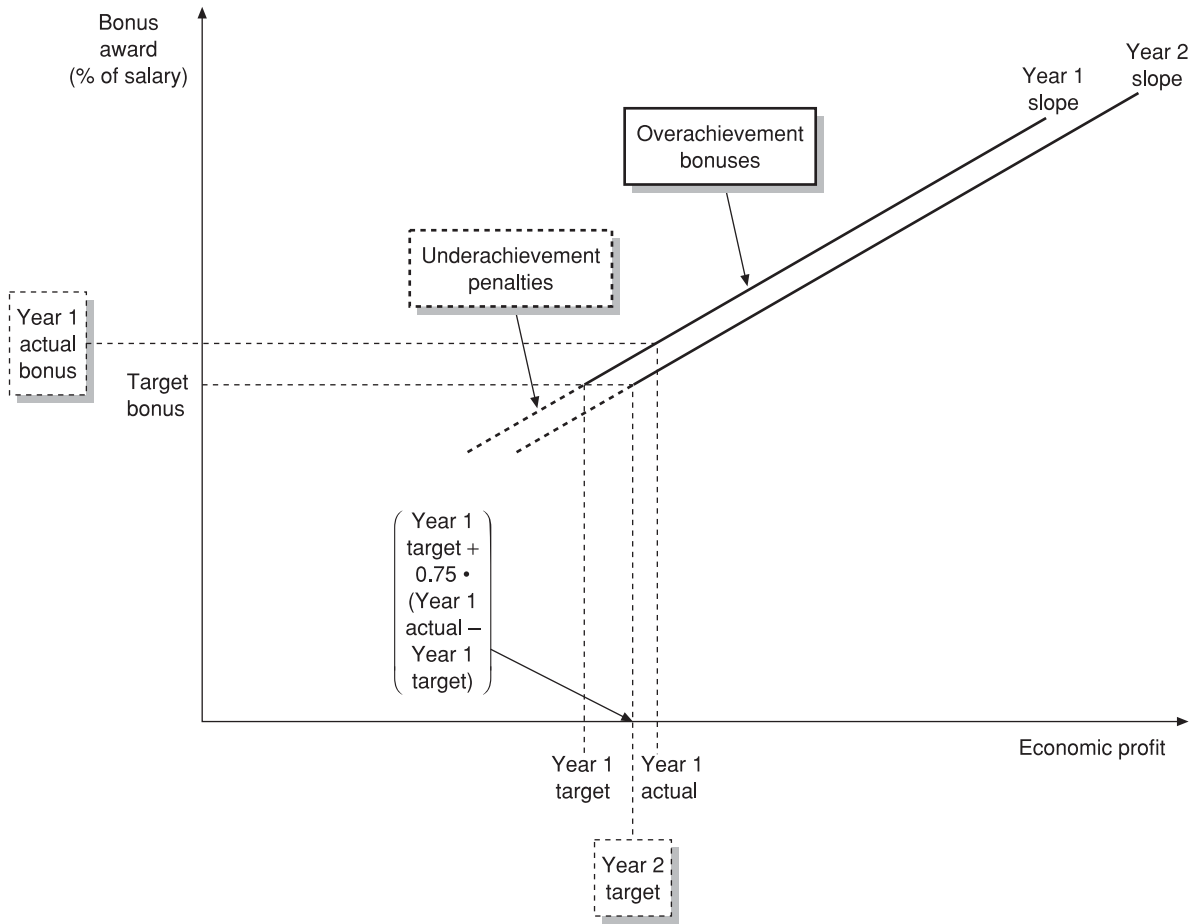 Bonus
award
(% of salary)
Year 1
slope
Year 2
slope
Overachievement
bonuses
Underachievement
penalties
Year 1
actual
bonus
Target
bonus
Year 1
target +
0.75 •
(Year 1
actual –
Year 1
target)
Economic profit
Year 1
target
Year 1
actual
Year 2
target